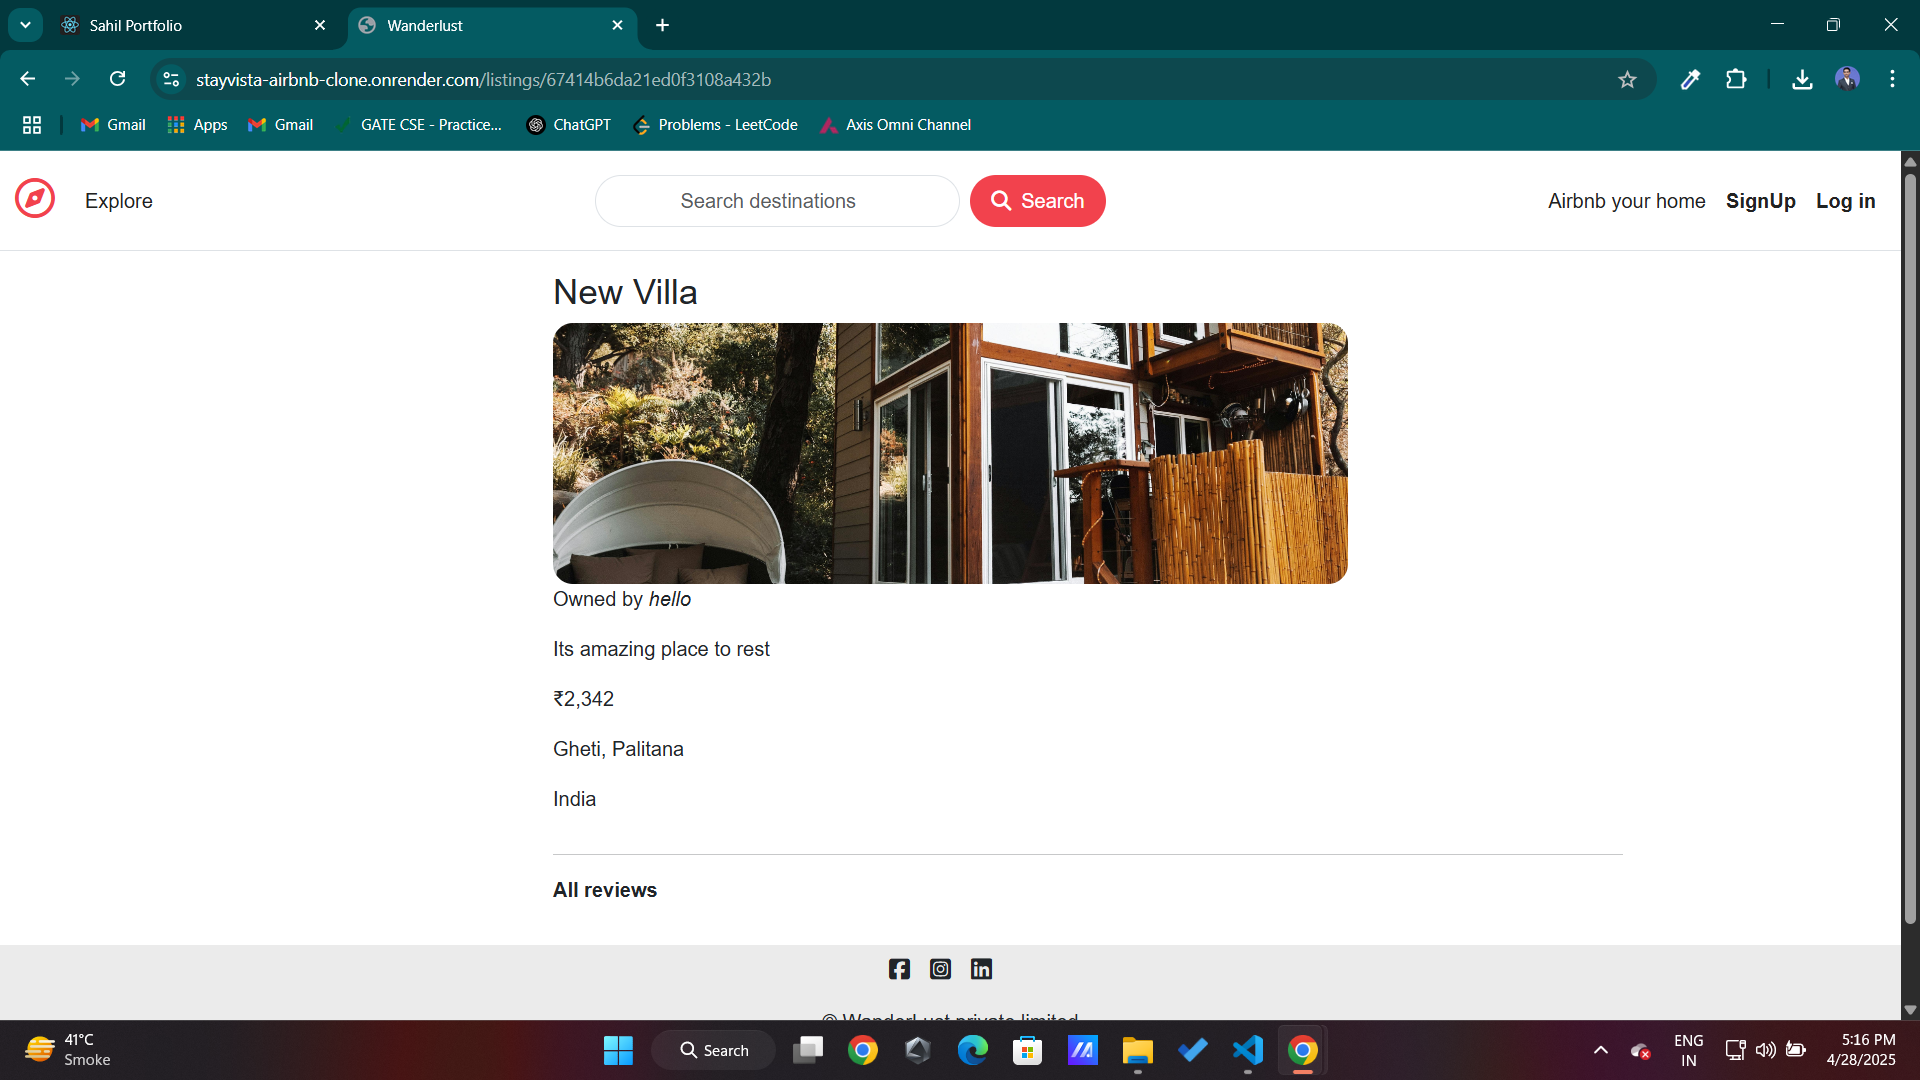 Sahil Portfolio
Wanderlust
stayvista-airbnb-clone.onrender.com/listings/67414b6da21ed0f3108a432b
Gmail
Apps
Gmail
GATE CSE - Practice...
ChatGPT
Problems - LeetCode
Axis Omni Channel
Explore
Search destinations
Search
Airbnb your home
SignUp
Log in
New Villa
Owned by hello
Its amazing place to rest
₹2,342
Gheti, Palitana
India
All reviews
© WanderLust private limited
41°C
Smoke
Search
ENG
IN
5:16 PM
4/28/2025